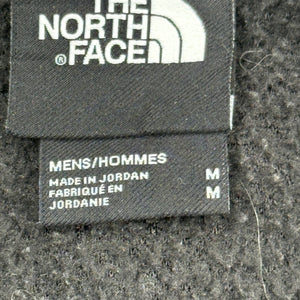 THE
NORTH
FACE
®
MENS/HOMMES
MADE IN JORDAN M
FABRIQUÉ EN M
JORDANIE